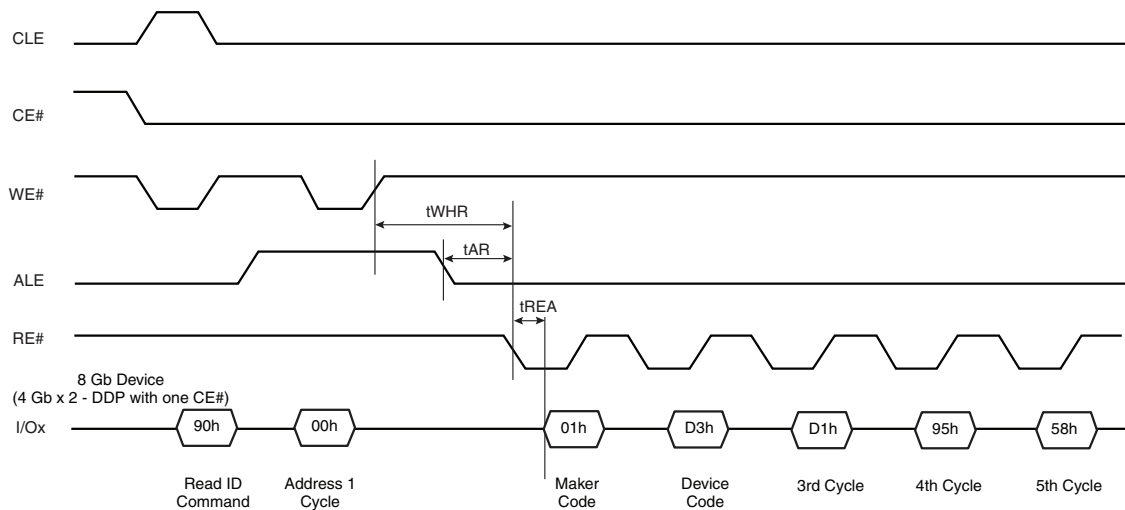 CLE
CE#
WE#
tWHR
tAR
ALE
tREA
RE#
8 Gb Device
(4 Gb x 2 - DDP with one CE#)
I/Ox
90h
00h
01h
D3h
D1h
95h
58h
Read ID
Command
Address 1
Cycle
Maker
Code
Device
Code
3rd Cycle
4th Cycle
5th Cycle